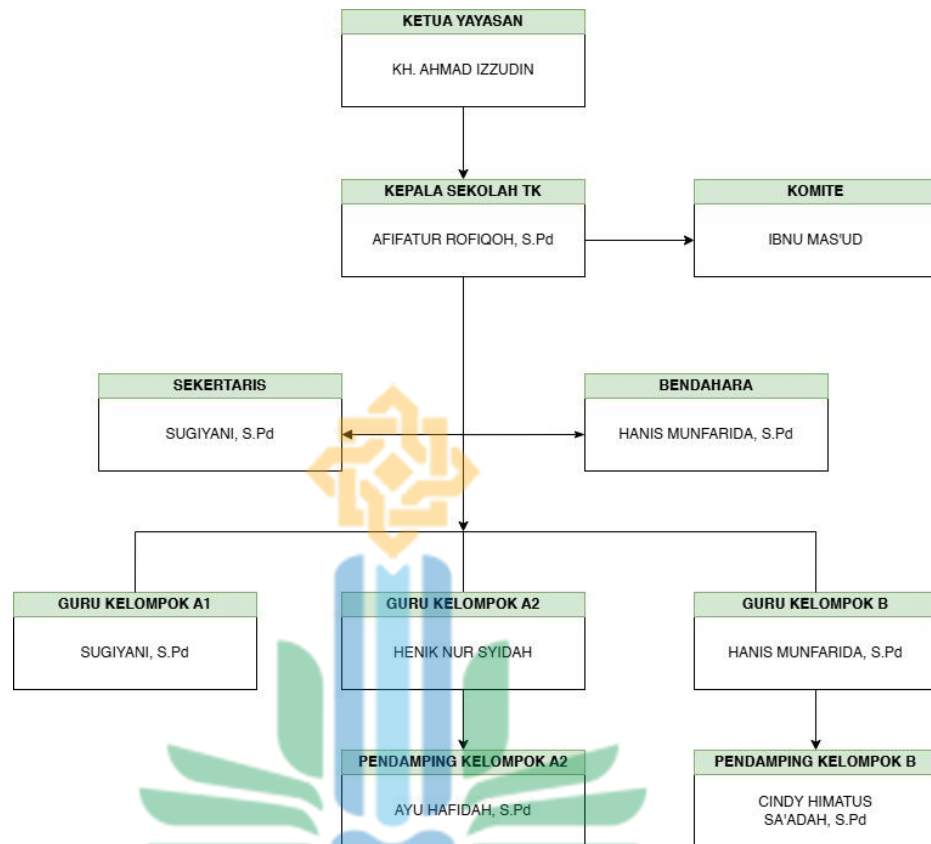 KETUA YAYASAN
KH. AHMAD IZZUDIN
KEPALA SEKOLAH TK
AFIFATUR ROFIQOH, S.Pd
KOMITE
IBNU MAS'UD
SEKERTARIS
SUGIYANI, S.Pd
BENDAHARA
HANIS MUNFARIDA, S.Pd
GURU KELOMPOK A1
SUGIYANI, S.Pd
GURU KELOMPOK A2
HENIK NUR SYIDAH
GURU KELOMPOK B
HANIS MUNFARIDA, S.Pd
PENDAMPING KELOMPOK A2
AYU HAFIDAH, S.Pd
PENDAMPING KELOMPOK B
CINDY HIMATUS
SA'ADAH, S.Pd